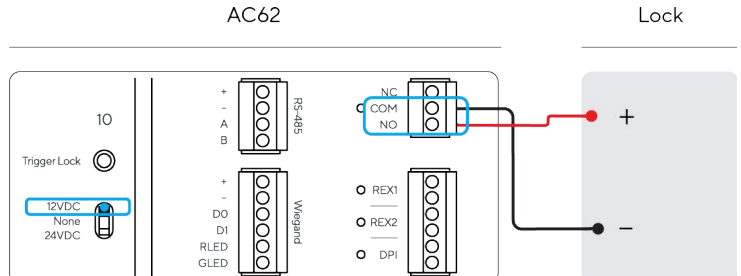 AC62
Lock
10
Trigger Lock
12VDC
None
24VDC
+
-
A
B
RS-485
+
-
D0
D1
RLED
GLED
Wiegand
NC
COM
NO
REX1
REX2
DPI
+
-